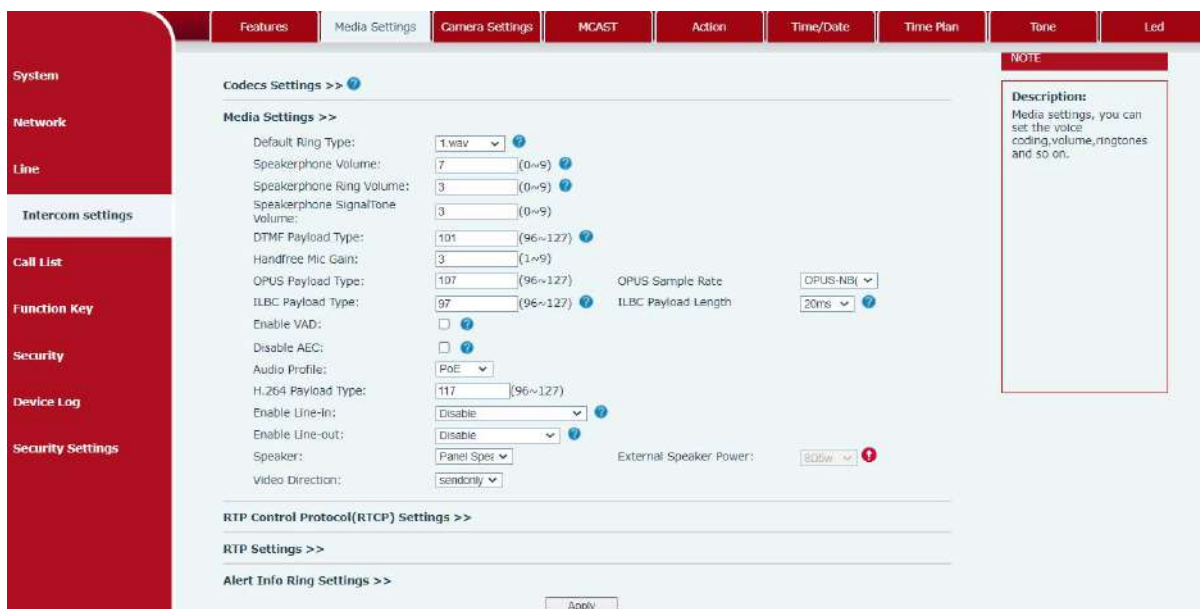 Features Media Settings Camera Settings MCAST Action Time/Date Time Plan Tone Led
System
Network
Line
Intercom settings
Call List
Function Key
Security
Device Log
Security Settings
Codecs Settings >>
Media Settings >>
Default Ring Type: 1.wav
Speakerphone Volume: 7 (0~9)
Speakerphone Ring Volume: 3 (0~9)
Speakerphone SignalTone
Volume: 3 (0~9)
DTMF Payload Type: 101 (96~127)
Handfree Mic Gain: 3 (1~9)
OPUS Payload Type: 107 (96~127) OPUS Sample Rate OPUS-NB(
ILBC Payload Type: 97 (96~127) ILBC Payload Length 20ms
Enable VAD:
Disable AEC:
Audio Profile: PoE
H.264 Payload Type: 117 (96~127)
Enable Line-in: Disable
Enable Line-out: Disable
Speaker: Panel Spea External Speaker Power:
Video Direction: sendonly
RTP Control Protocol(RTCP) Settings >>
RTP Settings >>
Alert Info Ring Settings >>
Apply
NOTE
Description:
Media settings, you can
set the voice
coding,volume,ringtones
and so on.